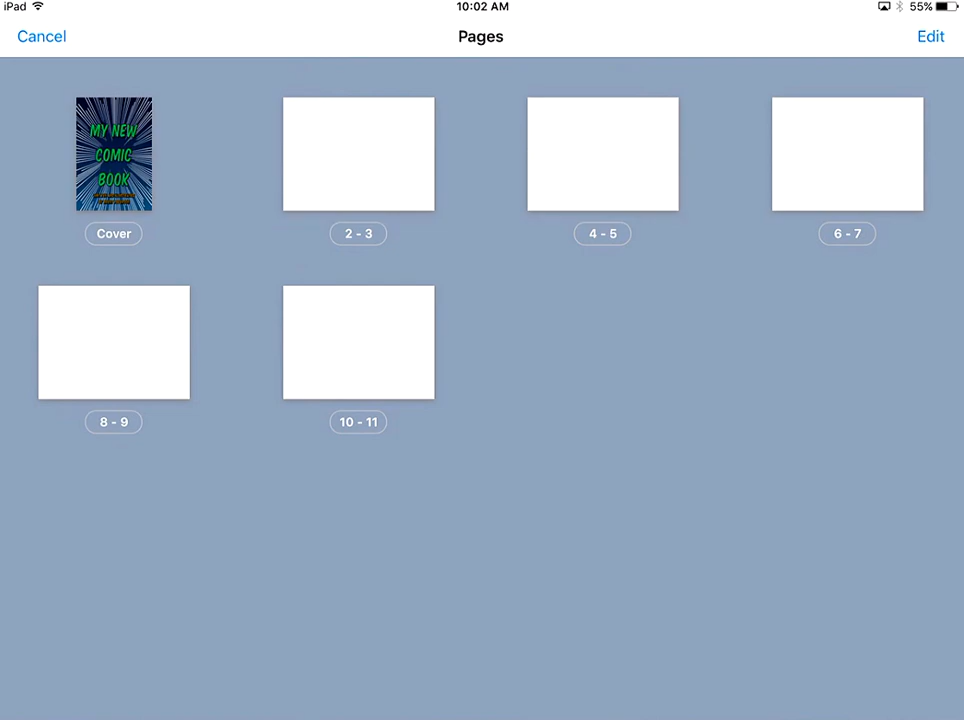 iPad 10:02 AM 55%
Cancel Pages Edit
MY NEW
COMIC
BOOK
Cover 2 - 3 4 - 5 6 - 7
8 - 9 10 - 11